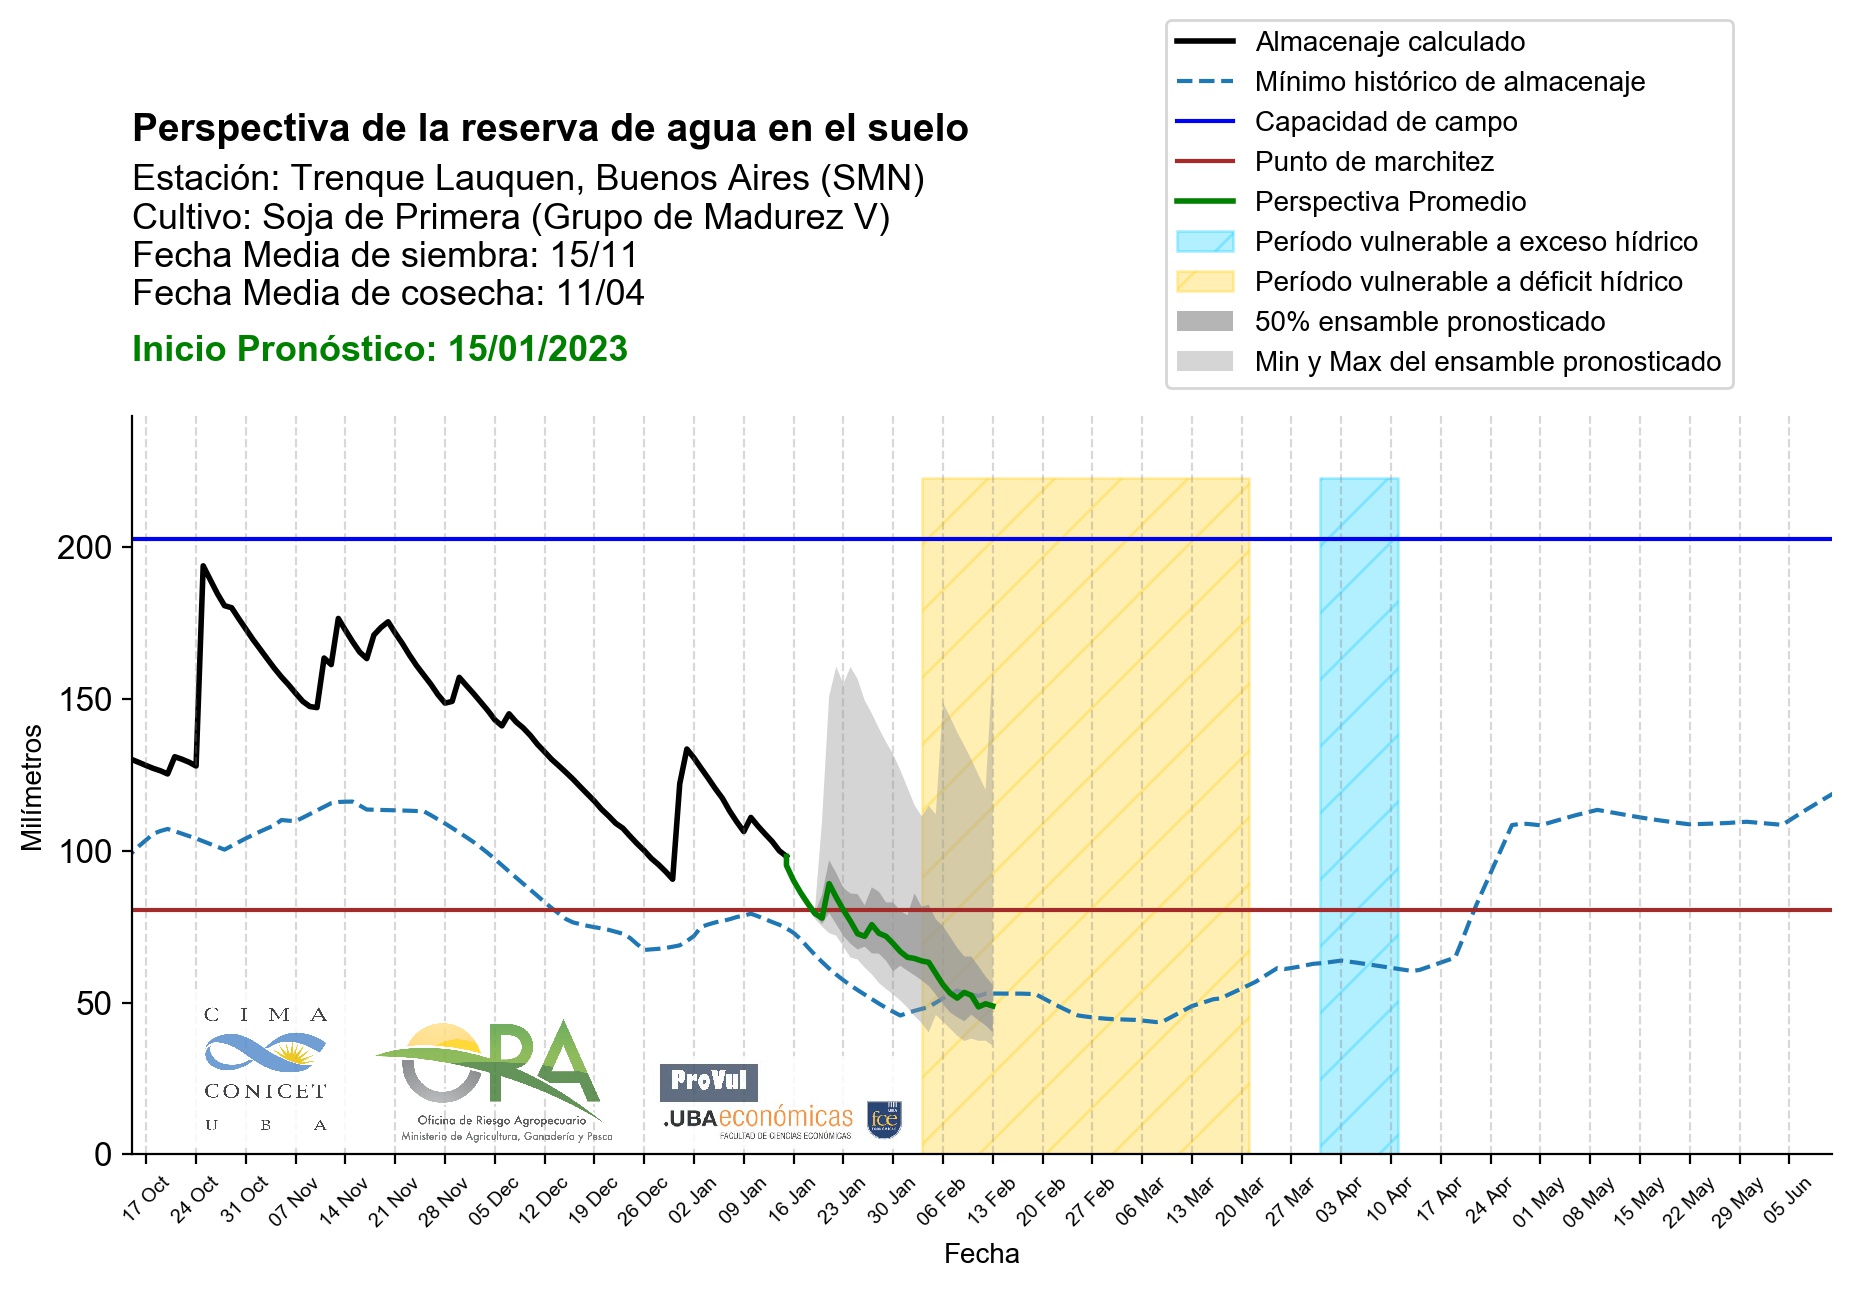 Almacenaje calculado
Mínimo histórico de almacenaje
Capacidad de campo
Punto de marchitez
Perspectiva Promedio
Período vulnerable a exceso hídrico
Período vulnerable a déficit hídrico
50% ensamble pronosticado
Min y Max del ensamble pronosticado
Perspectiva de la reserva de agua en el suelo
Estación: Trenque Lauquen, Buenos Aires (SMN)
Cultivo: Soja de Primera (Grupo de Madurez V)
Fecha Media de siembra: 15/11
Fecha Media de cosecha: 11/04
Inicio Pronóstico: 15/01/2023
Milímetros
200
150
100
50
0
C I M A
CONICET
U B A
ORA
Oficina de Riesgo Agropecuario
Ministerio de Agricultura, Ganadería y Pesca
ProVul
.UBAeconómicas
FACULTAD DE CIENCIAS ECONÓMICAS
UBA
fce
17 Oct
24 Oct
31 Oct
07 Nov
14 Nov
21 Nov
28 Nov
05 Dec
12 Dec
19 Dec
26 Dec
02 Jan
09 Jan
16 Jan
23 Jan
30 Jan
06 Feb
13 Feb
20 Feb
27 Feb
06 Mar
13 Mar
20 Mar
27 Mar
03 Apr
10 Apr
17 Apr
24 Apr
01 May
08 May
15 May
22 May
29 May
05 Jun
Fecha